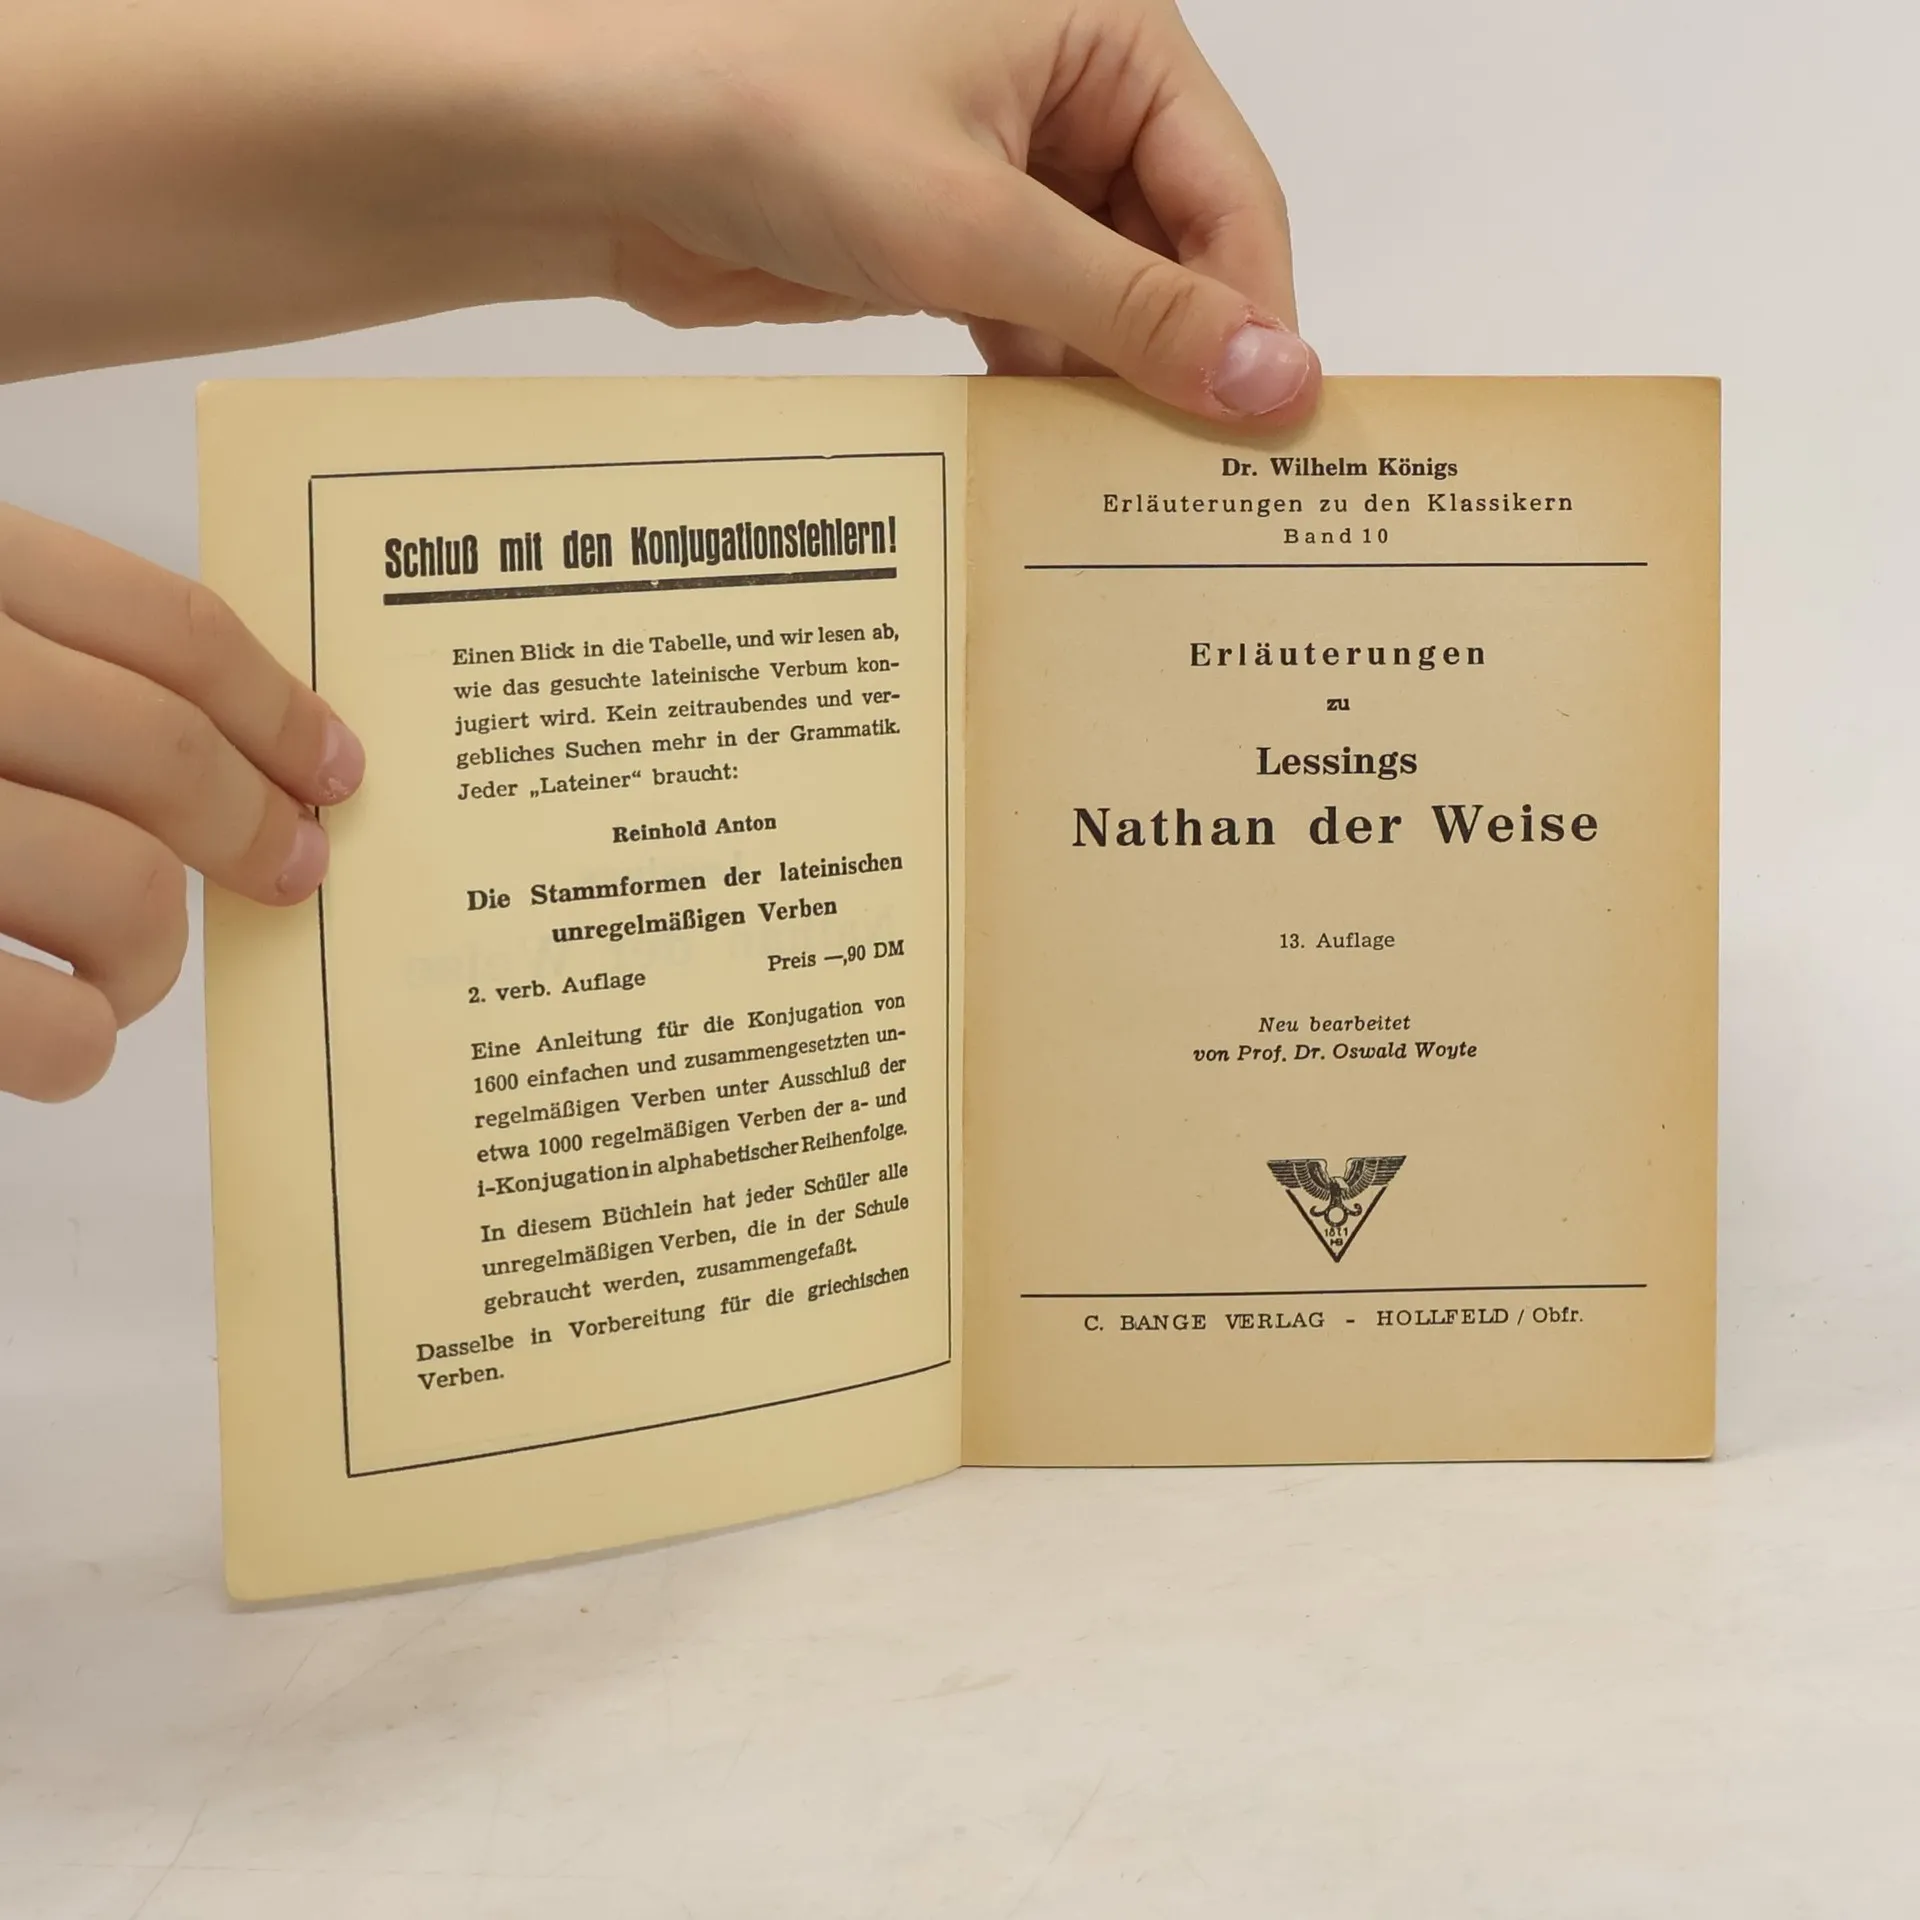 Schluß mit den Konjugationsfehlern!
Einen Blick in die Tabelle, und wir lesen ab,
wie das gesuchte lateinische Verbum kon-
jugiert wird. Kein zeitraubendes und ver-
gebliches Suchen mehr in der Grammatik.
Jeder „Lateiner“ braucht:
Reinhold Anton
Die Stammformen der lateinischen
unregelmäßigen Verben
2. verb. Auflage Preis —,90 DM
Eine Anleitung für die Konjugation von
1600 einfachen und zusammengesetzten un-
regelmäßigen Verben unter Ausschluß der
etwa 1000 regelmäßigen Verben der a- und
i-Konjugation in alphabetischer Reihenfolge.
In diesem Büchlein hat jeder Schüler alle
unregelmäßigen Verben, die in der Schule
gebraucht werden, zusammengefaßt.
Dasselbe in Vorbereitung für die griechischen
Verben.
Dr. Wilhelm Königs
Erläuterungen zu den Klassikern
Band 10
Erläuterungen
zu
Lessings
Nathan der Weise
13. Auflage
Neu bearbeitet
von Prof. Dr. Oswald Woyte
1871
HB
C. BANGE VERLAG - HOLLFELD / Obfr.